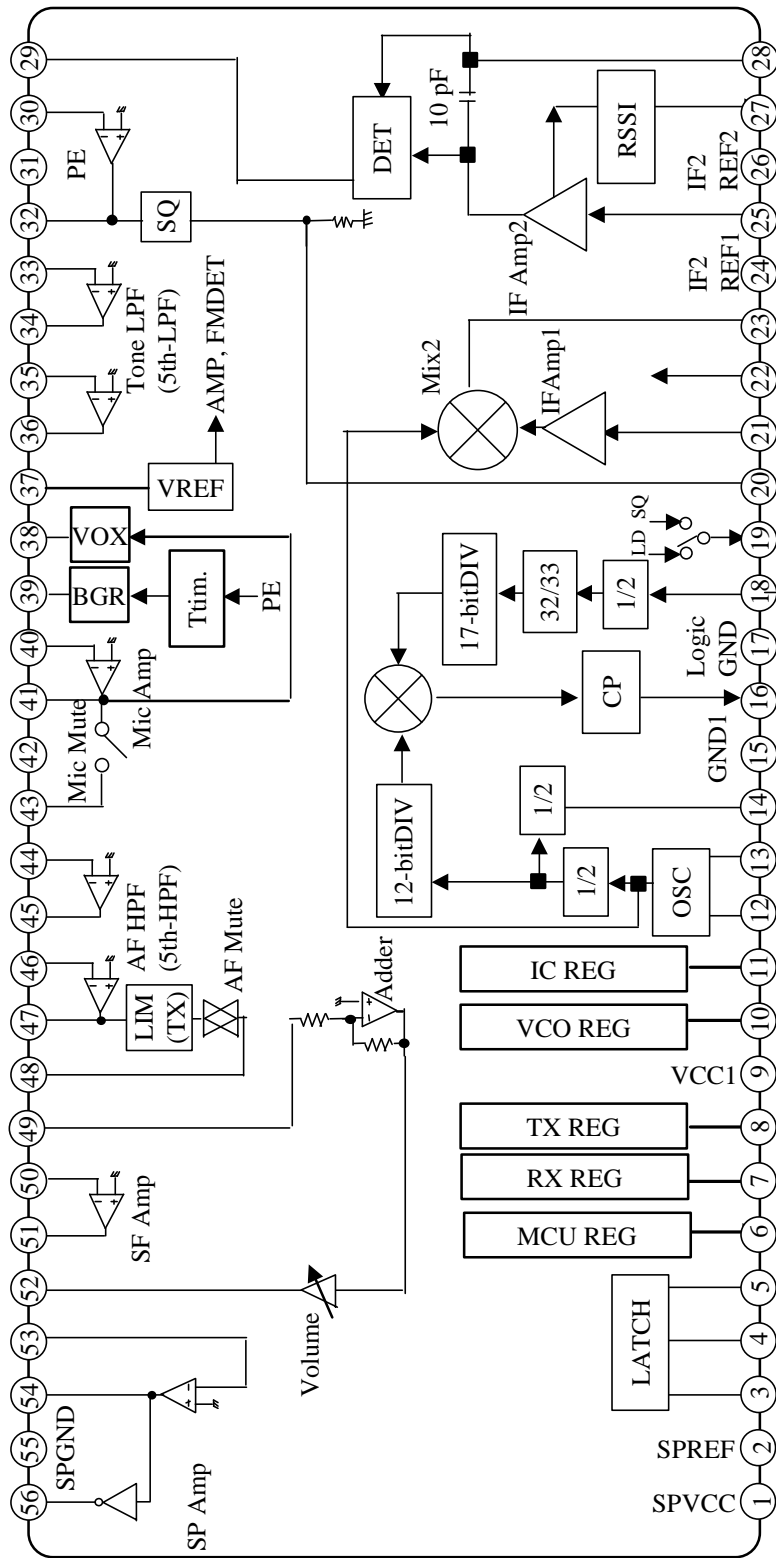 56
55
54
53
52
51
50
49
48
47
46
45
44
43
42
41
40
39
38
37
36
35
34
33
32
31
30
29
SPGND
SP Amp
Volume
SF Amp
Adder
LIM
(TX)
AF Mute
AF HPF
(5th-HPF)
Mic Mute
Mic Amp
BGR
VOX
Ttim.
PE
VREF
AMP, FMDET
Tone LPF
(5th-LPF)
SQ
PE
DET
10 pF
IF Amp2
RSSI
Mix2
IFAmp1
LD
SQ
17-bitDIV
32/33
1/2
CP
12-bitDIV
1/2
1/2
OSC
IC REG
VCO REG
TX REG
RX REG
MCU REG
LATCH
SPVCC
SPREF
VCC1
GND1
Logic
GND
IF2
REF1
IF2
REF2
1
2
3
4
5
6
7
8
9
10
11
12
13
14
15
16
17
18
19
20
21
22
23
24
25
26
27
28